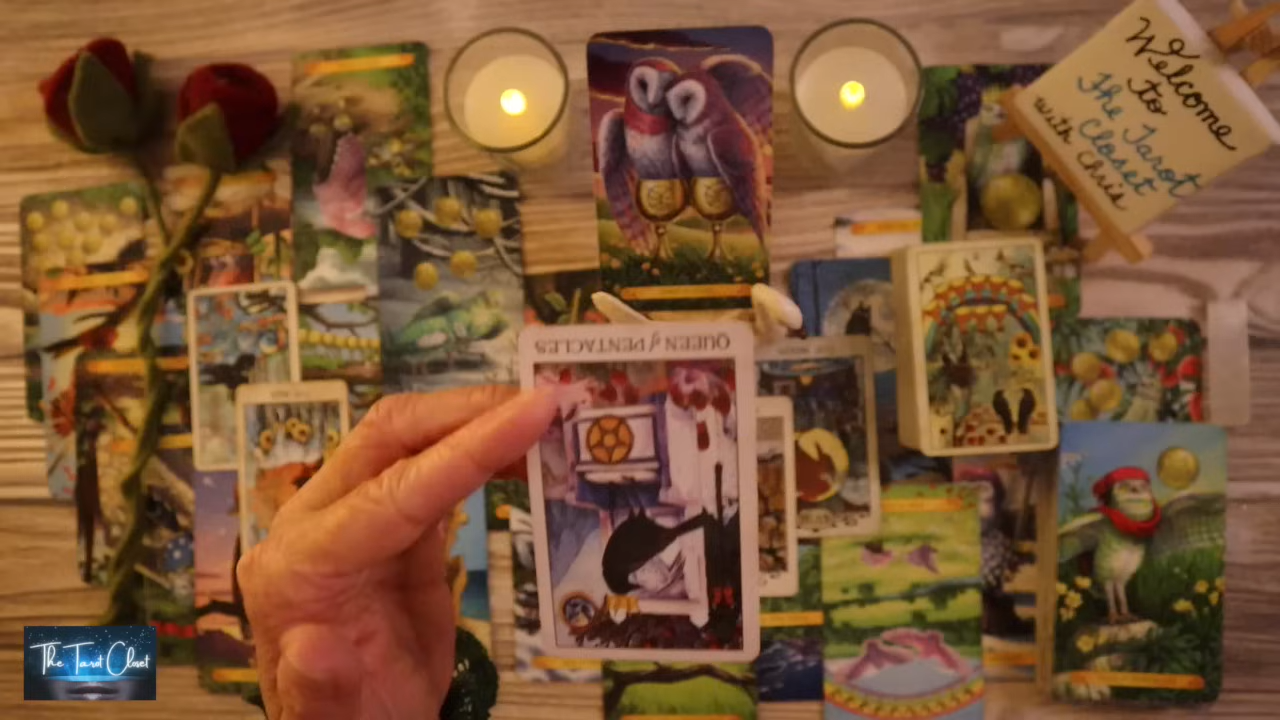 Welcome
to
The Tarot
Closet
with Chris
QUEEN of PENTACLES
The Tarot Closet